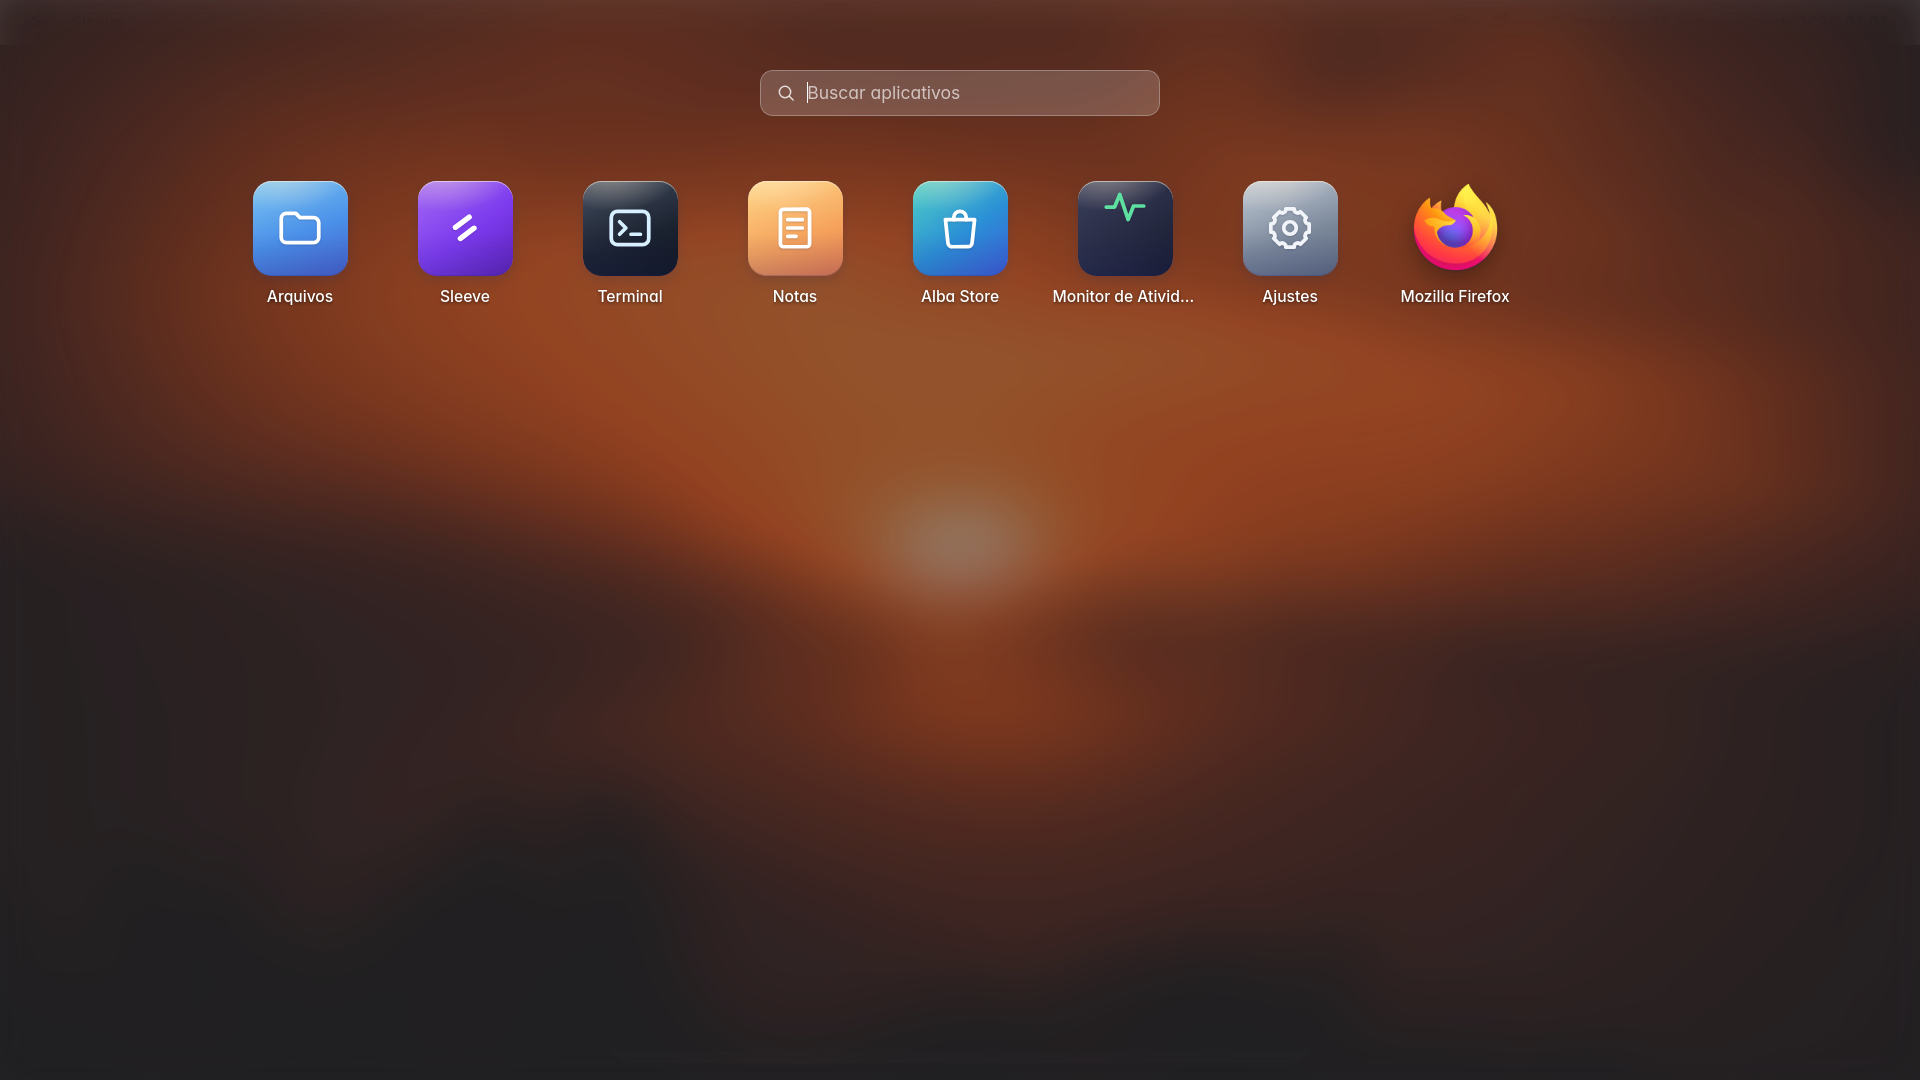 Buscar aplicativos
Arquivos
Sleeve
Terminal
Notas
Alba Store
Monitor de Ativid...
Ajustes
Mozilla Firefox